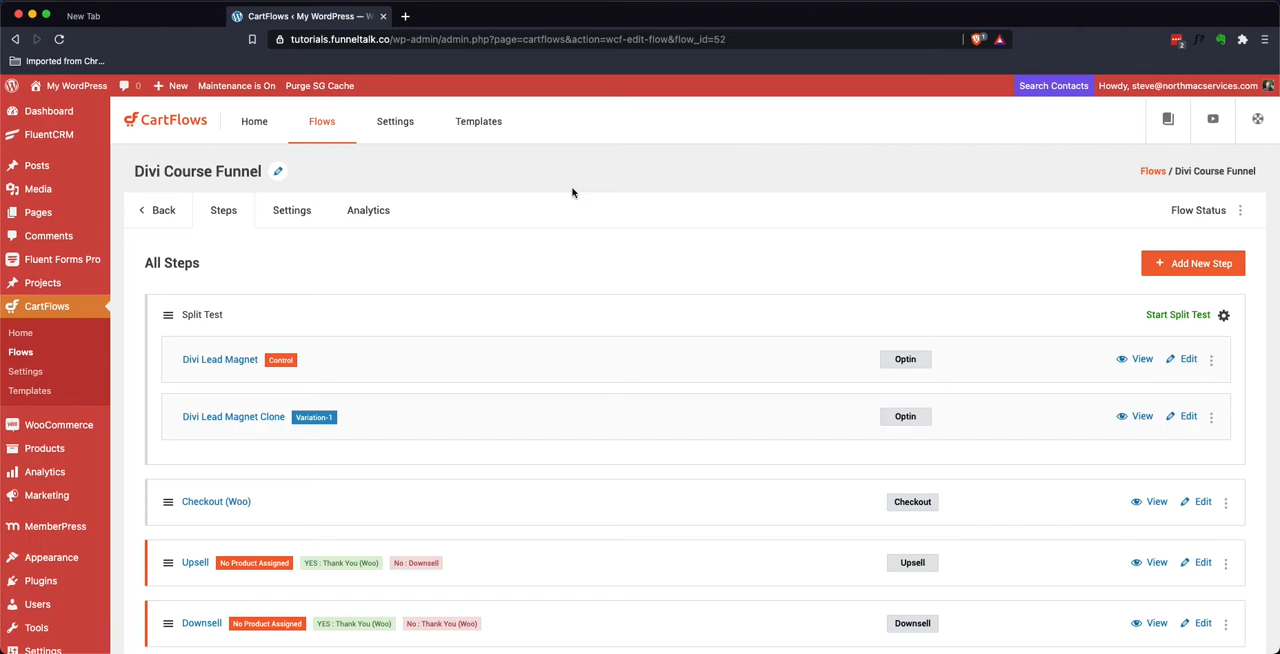 New Tab
CartFlows ‹ My WordPress — W
tutorials.funneltalk.co/wp-admin/admin.php?page=cartflows&action=wcf-edit-flow&flow_id=52
1
2
f?
Imported from Chr...
My WordPress 0 New Maintenance is On Purge SG Cache
Search Contacts Howdy, steve@northmacservices.com
Dashboard
FluentCRM
Posts
Media
Pages
Comments
Fluent Forms Pro
Projects
CartFlows
Home
Flows
Settings
Templates
WooCommerce
Products
Analytics
Marketing
MemberPress
Appearance
Plugins
Users
Tools
Settings
CartFlows Home Flows Settings Templates
Divi Course Funnel
Flows / Divi Course Funnel
Back Steps Settings Analytics
Flow Status
All Steps
+ Add New Step
Split Test
Start Split Test
Divi Lead Magnet Control Optin View Edit
Divi Lead Magnet Clone Variation-1 Optin View Edit
Checkout (Woo) Checkout View Edit
Upsell No Product Assigned YES : Thank You (Woo) No : Downsell Upsell View Edit
Downsell No Product Assigned YES : Thank You (Woo) No : Thank You (Woo) Downsell View Edit